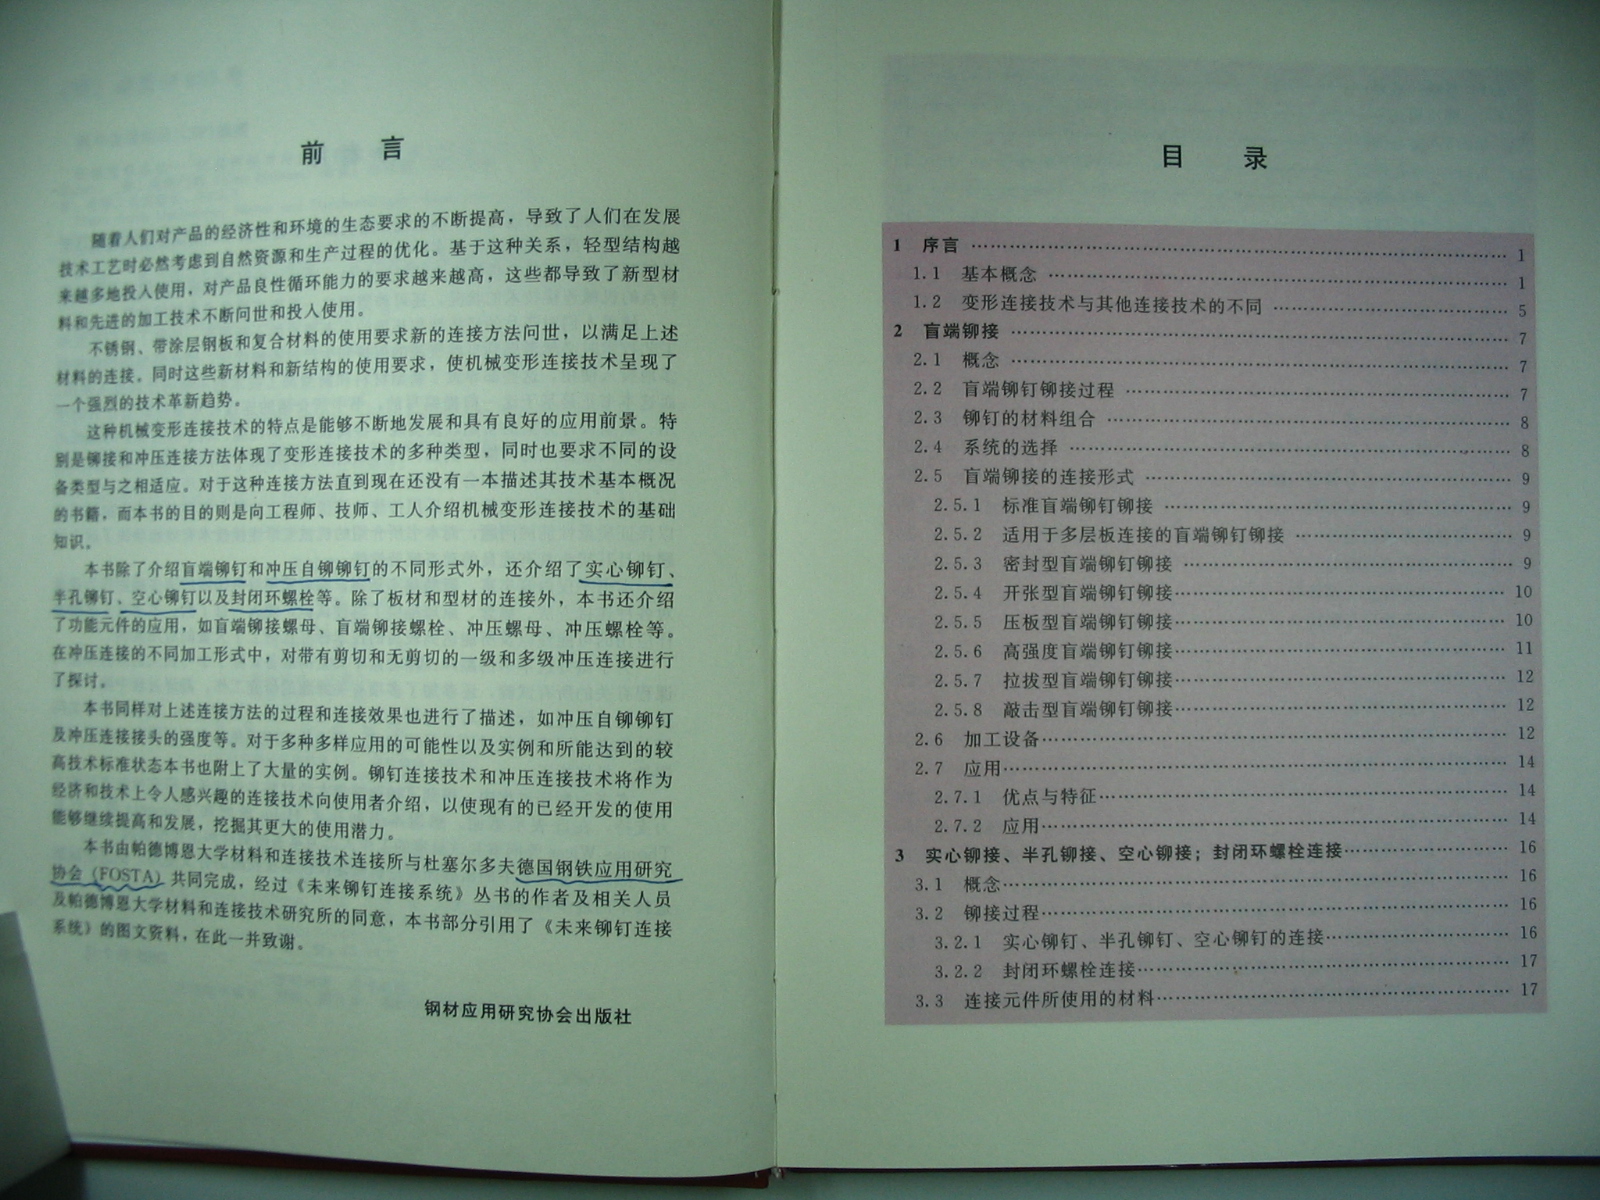 前 言
随着人们对产品的经济性和环境的生态要求的不断提高，导致了人们在发展
技术工艺时必然考虑到自然资源和生产过程的优化。基于这种关系，轻型结构越
来越多地投入使用，对产品良性循环能力的要求越来越高，这些都导致了新型材
料和先进的加工技术不断问世和投入使用。
不锈钢、带涂层钢板和复合材料的使用要求新的连接方法问世，以满足上述
材料的连接。同时这些新材料和新结构的使用要求，使机械变形连接技术呈现了
一个强烈的技术革新趋势。
这种机械变形连接技术的特点是能够不断地发展和具有良好的应用前景。特
别是铆接和冲压连接方法体现了变形连接技术的多种类型，同时也要求不同的设
备类型与之相适应。对于这种连接方法直到现在还没有一本描述其技术基本概况
的书籍，而本书的目的则是向工程师、技师、工人介绍机械变形连接技术的基础
知识。
本书除了介绍盲端铆钉和冲压自铆铆钉的不同形式外，还介绍了实心铆钉、
半孔铆钉、空心铆钉以及封闭环螺栓等。除了板材和型材的连接外，本书还介绍
了功能元件的应用，如盲端铆接螺母、盲端铆接螺栓、冲压螺母、冲压螺栓等。
在冲压连接的不同加工形式中，对带有剪切和无剪切的一级和多级冲压连接进行
了探讨。
本书同样对上述连接方法的过程和连接效果也进行了描述，如冲压自铆铆钉
及冲压连接接头的强度等。对于多种多样应用的可能性以及实例和所能达到的较
高技术标准状态本书也附上了大量的实例。铆钉连接技术和冲压连接技术将作为
经济和技术上令人感兴趣的连接技术向使用者介绍，以使现有的已经开发的使用
能够继续提高和发展，挖掘其更大的使用潜力。
本书由帕德博恩大学材料和连接技术连接所与杜塞尔多夫德国钢铁应用研究
协会（FOSTA）共同完成，经过《未来铆钉连接系统》丛书的作者及相关人员
及帕德博恩大学材料和连接技术研究所的同意，本书部分引用了《未来铆钉连接
系统》的图文资料，在此一并致谢。
钢材应用研究协会出版社
目 录
1 序言 …… 1
1.1 基本概念 …… 1
1.2 变形连接技术与其他连接技术的不同 …… 5
2 盲端铆接 …… 7
2.1 概念 …… 7
2.2 盲端铆钉铆接过程 …… 7
2.3 铆钉的材料组合 …… 8
2.4 系统的选择 …… 8
2.5 盲端铆接的连接形式 …… 9
2.5.1 标准盲端铆钉铆接 …… 9
2.5.2 适用于多层板连接的盲端铆钉铆接 …… 9
2.5.3 密封型盲端铆钉铆接 …… 9
2.5.4 开张型盲端铆钉铆接 …… 10
2.5.5 压板型盲端铆钉铆接 …… 10
2.5.6 高强度盲端铆钉铆接 …… 11
2.5.7 拉拔型盲端铆钉铆接 …… 12
2.5.8 敲击型盲端铆钉铆接 …… 12
2.6 加工设备 …… 12
2.7 应用 …… 14
2.7.1 优点与特征 …… 14
2.7.2 应用 …… 14
3 实心铆接、半孔铆接、空心铆接；封闭环螺栓连接 …… 16
3.1 概念 …… 16
3.2 铆接过程 …… 16
3.2.1 实心铆钉、半孔铆钉、空心铆钉的连接 …… 16
3.2.2 封闭环螺栓连接 …… 17
3.3 连接元件所使用的材料 …… 17